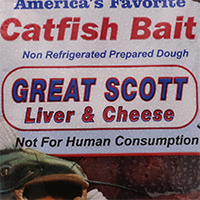 America's Favorite
Catfish Bait
Non Refrigerated Prepared Dough
GREAT SCOTT
Liver & Cheese
Not For Human Consumption